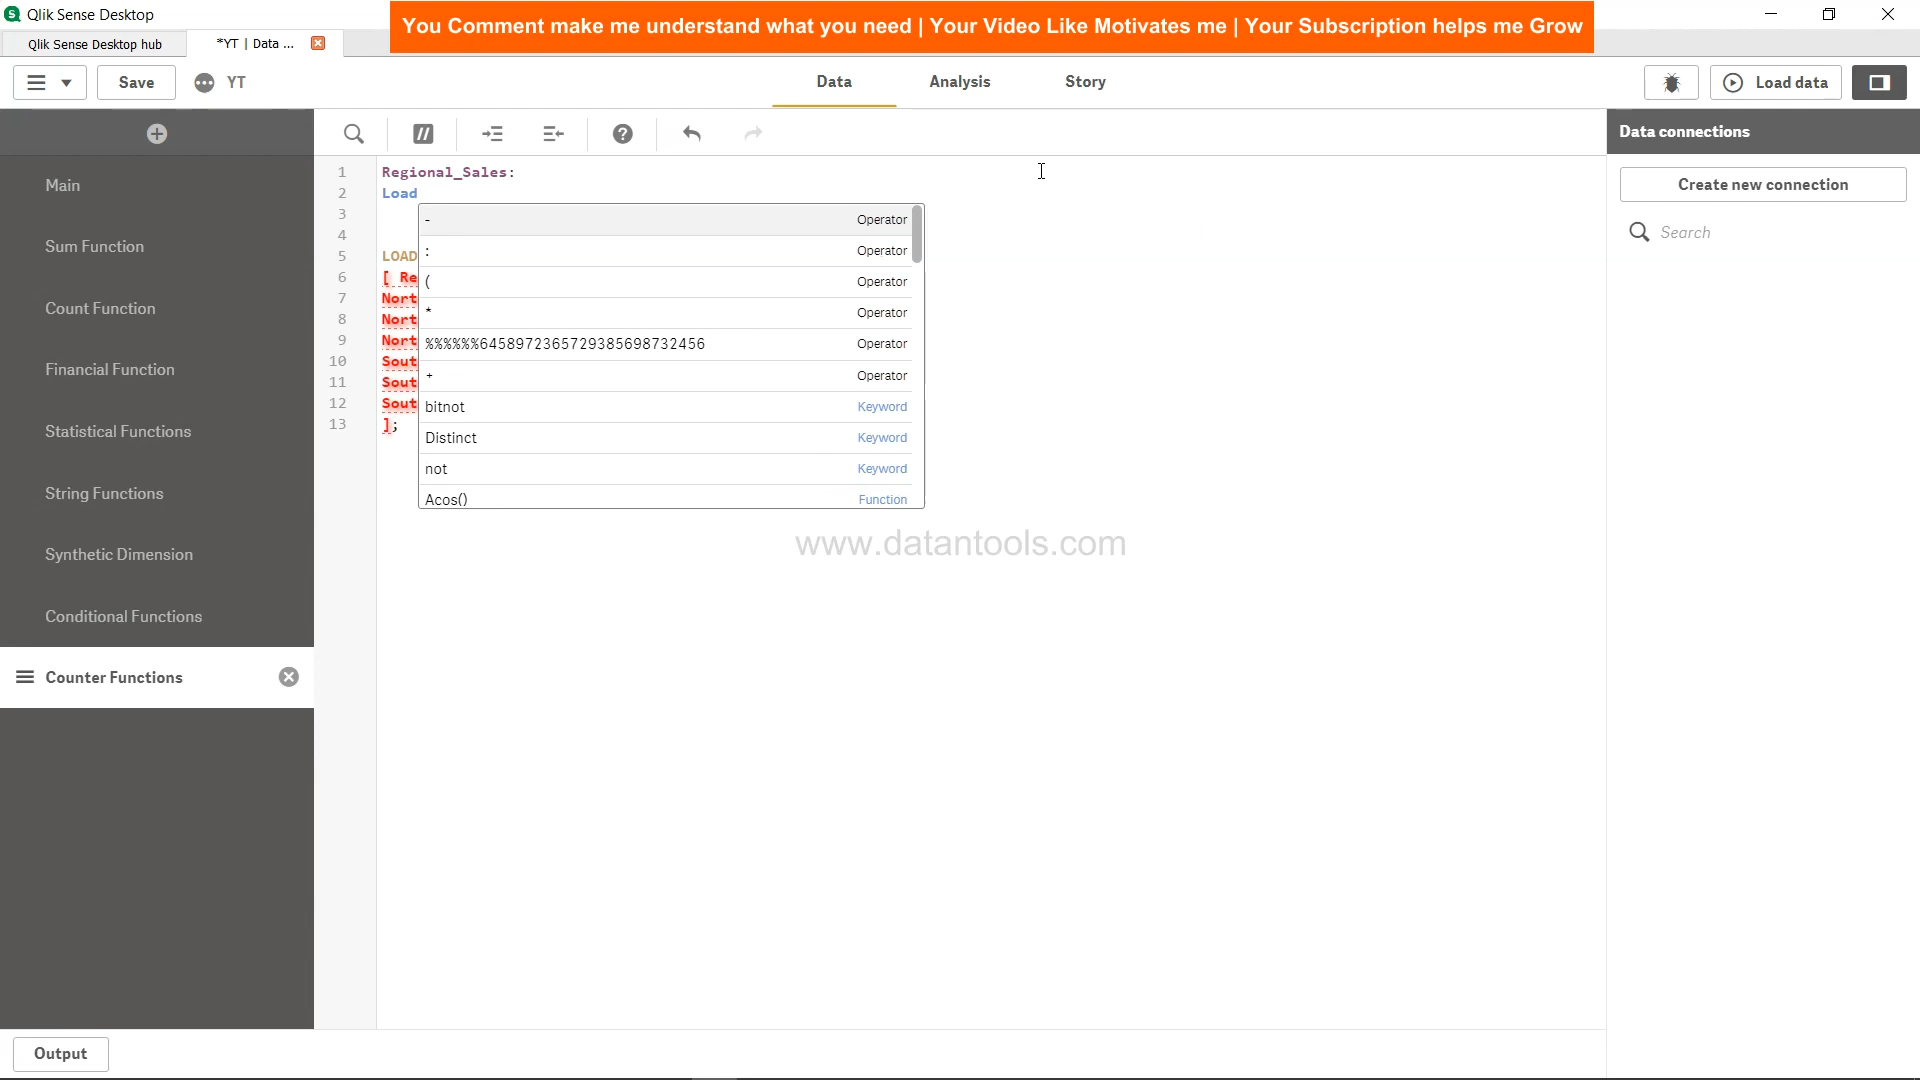 Qlik Sense Desktop
You Comment make me understand what you need | Your Video Like Motivates me | Your Subscription helps me Grow
Qlik Sense Desktop hub
*YT | Data ...
Save
YT
Data
Analysis
Story
Load data
Data connections
Create new connection
Search
Main
Sum Function
Count Function
Financial Function
Statistical Functions
String Functions
Synthetic Dimension
Conditional Functions
Counter Functions
1 Regional_Sales:
2 Load
3
4
5 LOAD
6 [ Re
7 Nort
8 Nort
9 Nort
10 Sout
11 Sout
12 Sout
13 ];
- Operator
: Operator
( Operator
* Operator
%%%%%%6458972365729385698732456 Operator
+ Operator
bitnot Keyword
Distinct Keyword
not Keyword
Acos() Function
www.datantools.com
Output